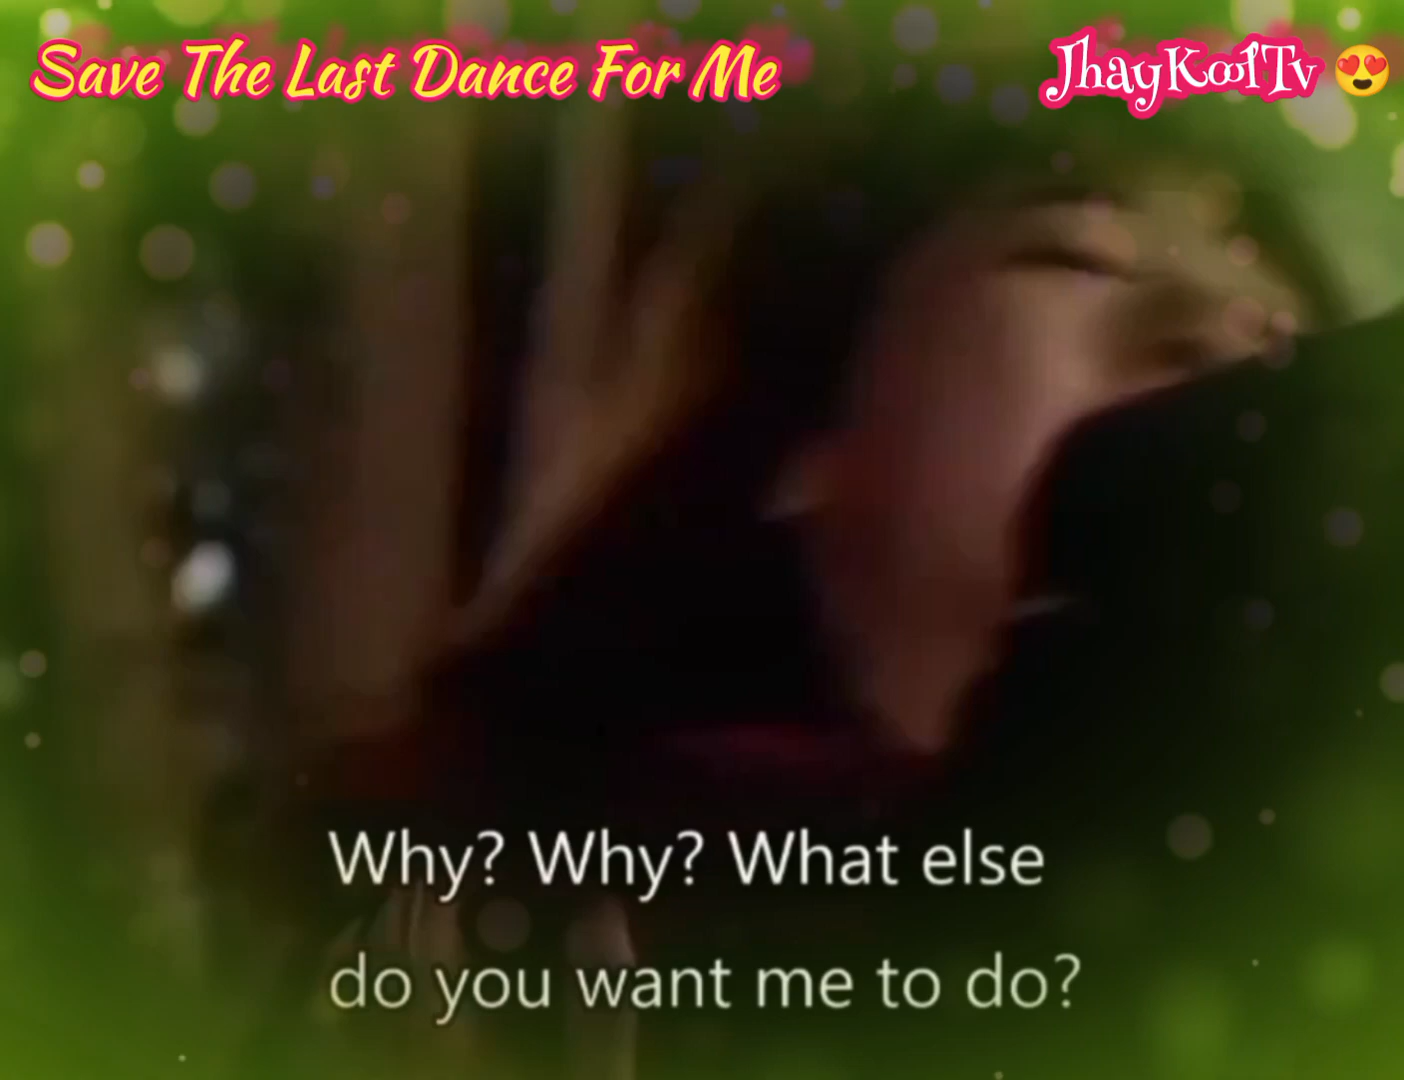 Save The Last Dance For Me
JhayKoolTv 😍
Why? Why? What else
do you want me to do?